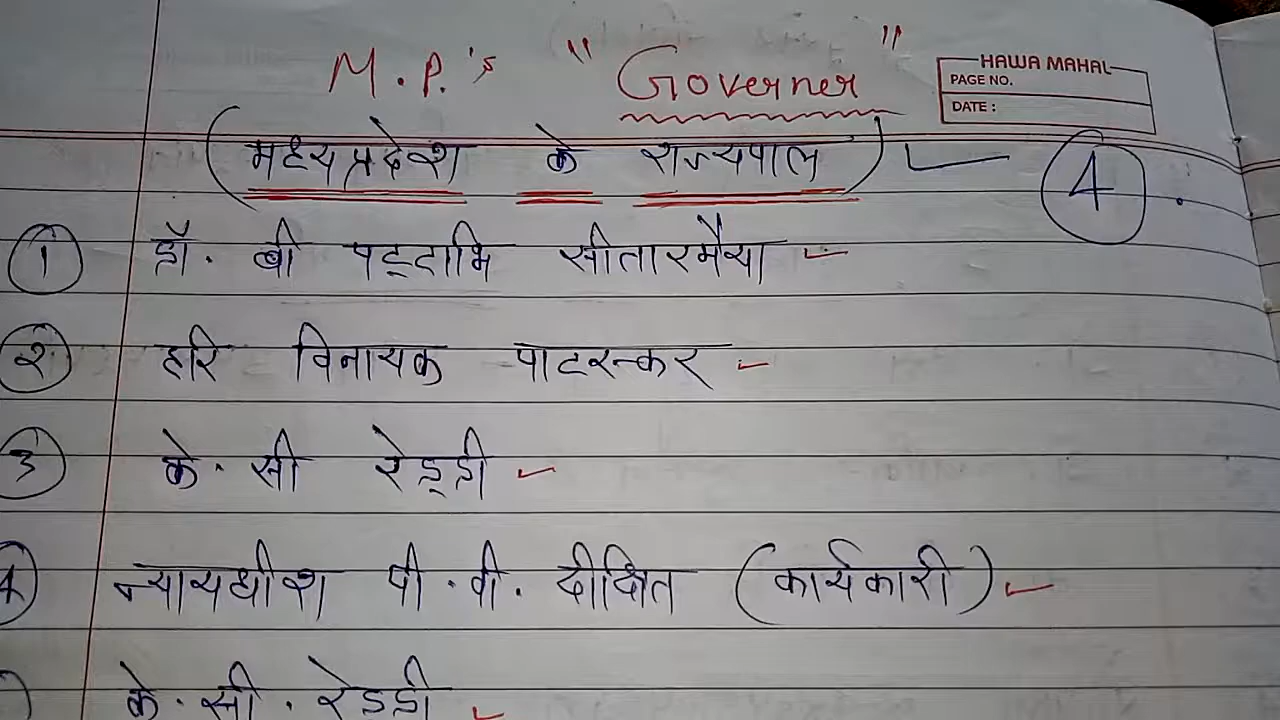 M.P.'s "Governer"
HAWA MAHAL
PAGE NO.
DATE :
(मध्यप्रदेश के राज्यपाल)
4.
1 डॉ. बी पट्टाभि सीतारमैया
2 हरि विनायक पाटस्कर
3 के. सी रेड्डी
4 न्यायधीश पी. वी. दीक्षित (कार्यकारी)
के. सी. रेड्डी